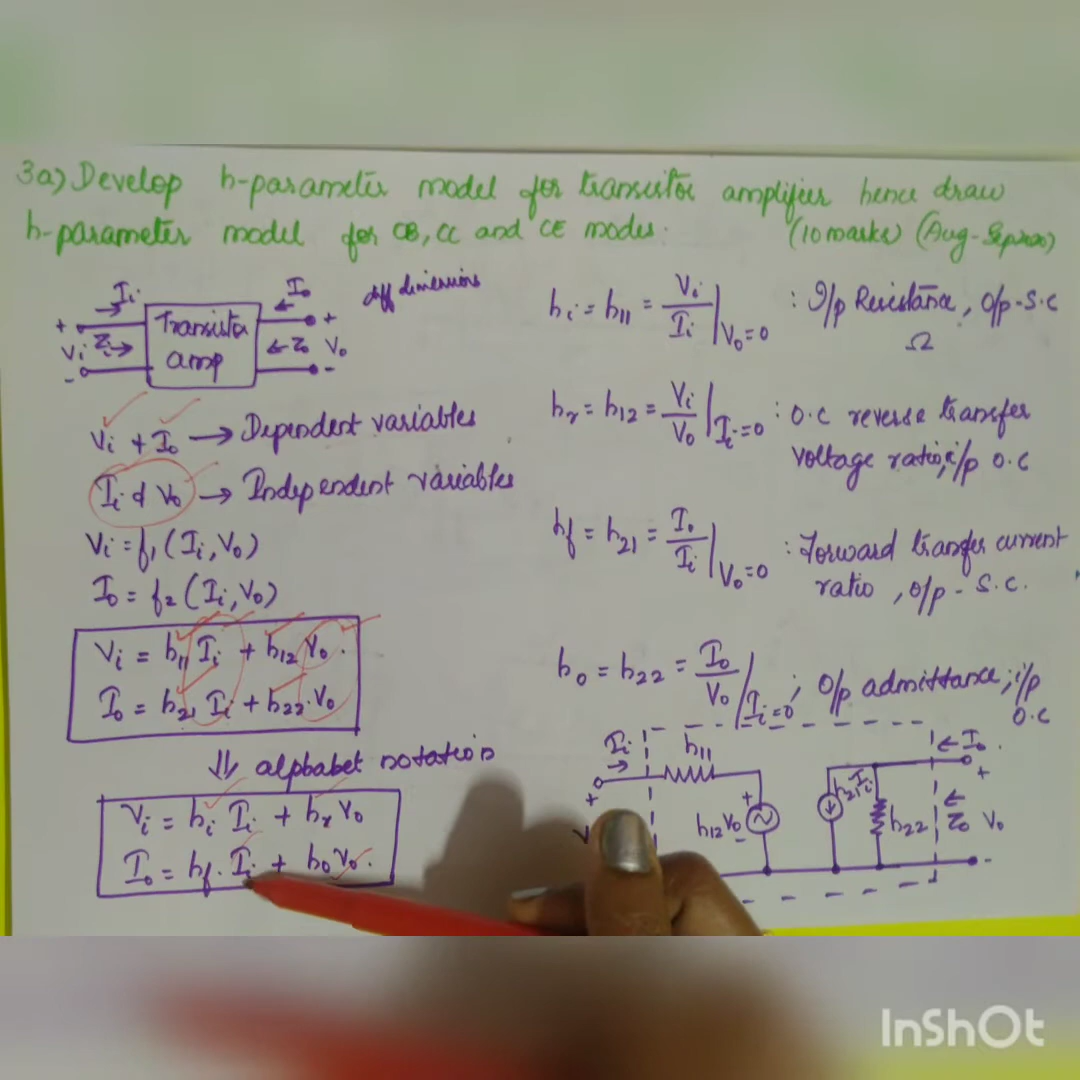 3a) Develop h-parameter model for transistor amplifier hence draw
h-parameter model for CB, CC and CE modes. (10 marks) (Aug-Sep 2020)
Ii
Io
diff dimensions
+
+
Vi
Zi
Transistor
amp
Zo
Vo
-
-
Vi + Io → Dependent variables
Ii & Vo → Independent variables
Vi = f1 (Ii, Vo)
Io = f2 (Ii, Vo)
Vi = h11 Ii + h12 Vo.
Io = h21 Ii + h22. Vo
⇓ alphabet notation
Vi = hi Ii + hr Vo
Io = hf. Ii + ho Vo.
hi = h11 = Vi/Ii | Vo=0 : I/p Resistance, O/p-S.C
Ω
hr = h12 = Vi/Vo | Ii=0 : O.C reverse transfer
voltage ratio, i/p O.C
hf = h21 = Io/Ii | Vo=0 : Forward transfer current
ratio, o/p - S.C.
ho = h22 = Io/Vo / Ii=0 ; O/p admittance; i/p
O.C
Ii
h11
Io.
+
+
+
h12Vo
-
h21Ii
h22
Zo
Vo
-
InShOt